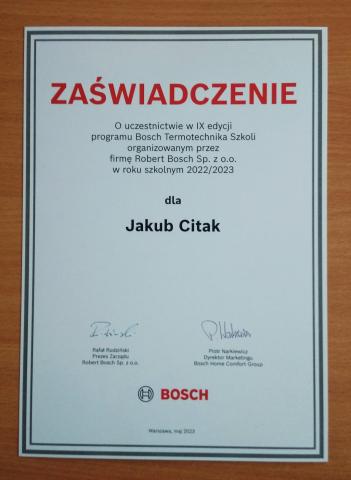 ZAŚWIADCZENIE
O uczestnictwie w IX edycji
programu Bosch Termotechnika Szkoli
organizowanym przez
firmę Robert Bosch Sp. z o.o.
w roku szkolnym 2022/2023
dla
Jakub Citak
Rafał Rudziński
Prezes Zarządu
Robert Bosch Sp. z o.o.
Piotr Narkiewicz
Dyrektor Marketingu
Bosch Home Comfort Group
BOSCH
Warszawa, maj 2023